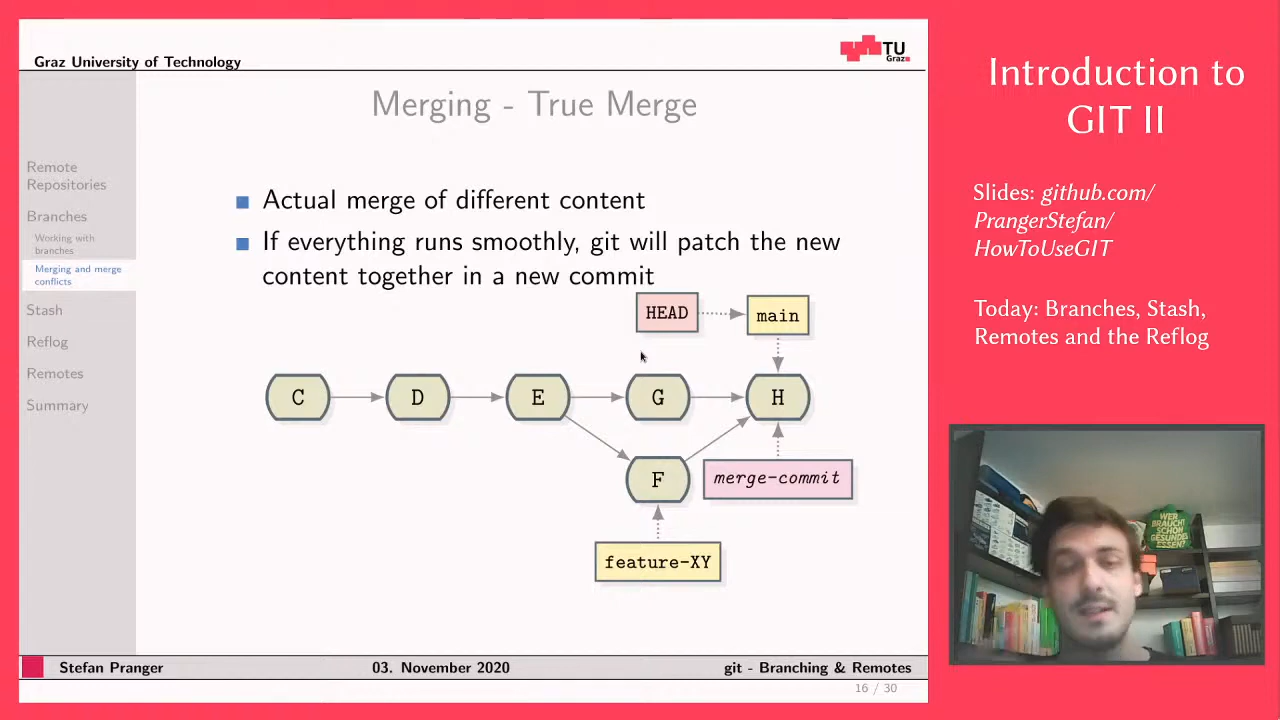 Graz University of Technology
TU
Graz
Merging - True Merge
Remote
Repositories
Branches
Working with
branches
Merging and merge
conflicts
Stash
Reflog
Remotes
Summary
Actual merge of different content
If everything runs smoothly, git will patch the new
content together in a new commit
HEAD
main
C
D
E
G
H
F
merge-commit
feature-XY
Stefan Pranger
03. November 2020
git - Branching & Remotes
16 / 30
Introduction to
GIT II
Slides: github.com/
PrangerStefan/
HowToUseGIT
Today: Branches, Stash,
Remotes and the Reflog
WER
BRAUCHT
SCHON
GESUNDES
ESSEN?